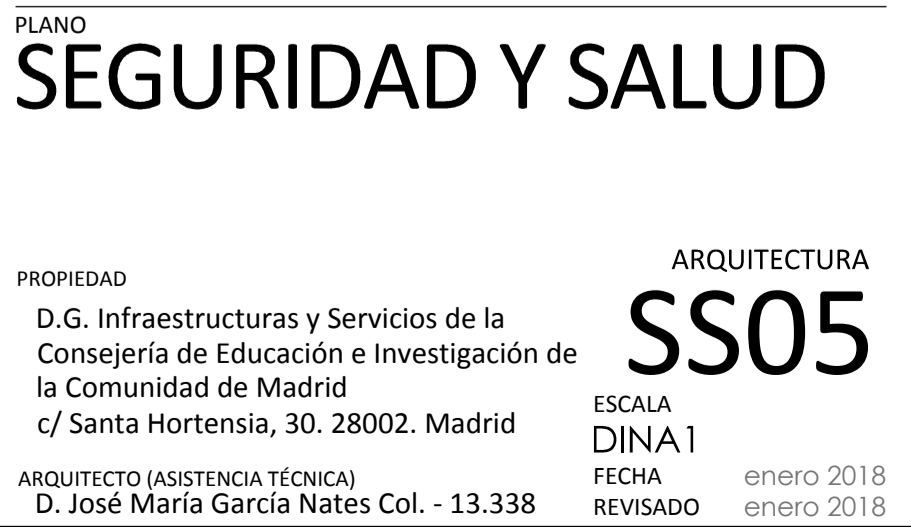 PLANO
SEGURIDAD Y SALUD
PROPIEDAD
D.G. Infraestructuras y Servicios de la
Consejería de Educación e Investigación de
la Comunidad de Madrid
c/ Santa Hortensia, 30. 28002. Madrid
ARQUITECTO (ASISTENCIA TÉCNICA)
D. José María García Nates Col. - 13.338
ARQUITECTURA
SS05
ESCALA
DINA1
FECHA enero 2018
REVISADO enero 2018